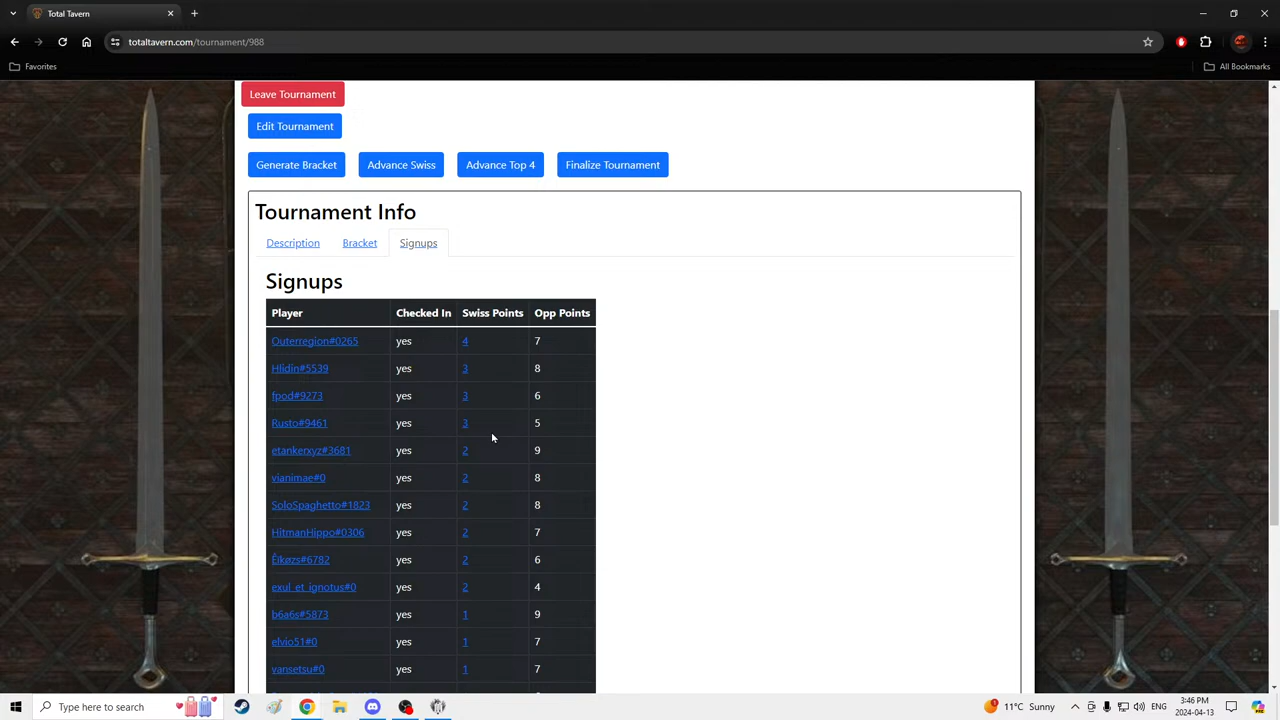 Total Tavern
totaltavern.com/tournament/988
Favorites
All Bookmarks
Leave Tournament
Edit Tournament
Generate Bracket Advance Swiss Advance Top 4 Finalize Tournament
Tournament Info
Description Bracket Signups
Signups
Player Checked In Swiss Points Opp Points
Outerregion#0265 yes 4 7
Hlidin#5539 yes 3 8
fpod#9273 yes 3 6
Rusto#9461 yes 3 5
etankerxyz#3681 yes 2 9
vianimae#0 yes 2 8
SoloSpaghetto#1823 yes 2 8
HitmanHippo#0306 yes 2 7
Êîkøzs#6782 yes 2 6
exul_et_ignotus#0 yes 2 4
b6a6s#5873 yes 1 9
elvio51#0 yes 1 7
vansetsu#0 yes 1 7
Type here to search
11°C Sunny
ENG
3:46 PM
2024-04-13